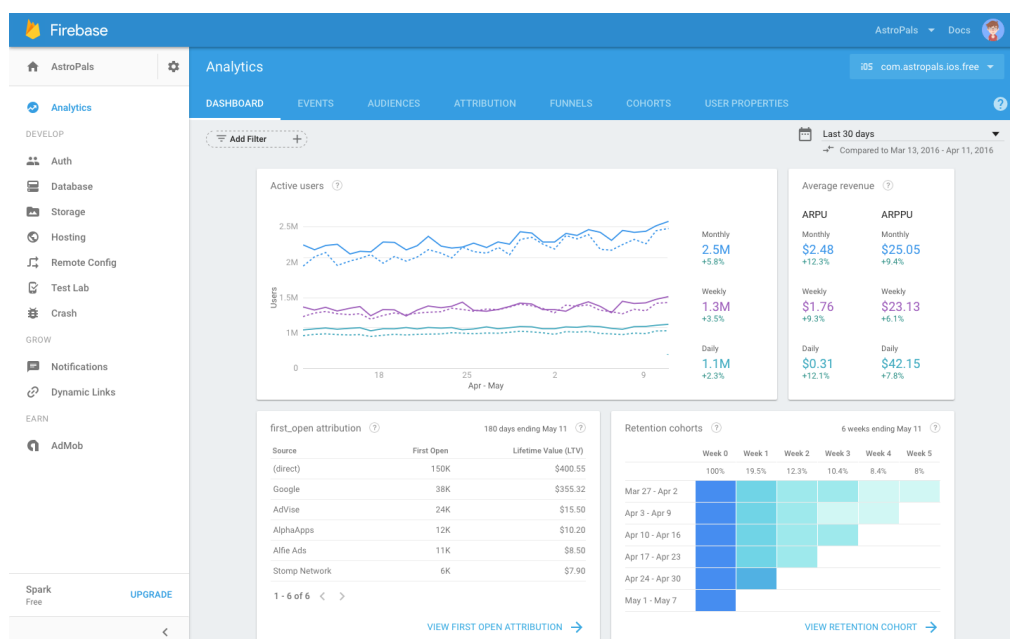 Firebase
AstroPals Docs
AstroPals
Analytics
iOS com.astropals.ios.free
DASHBOARD EVENTS AUDIENCES ATTRIBUTION FUNNELS COHORTS USER PROPERTIES ?
Analytics
DEVELOP
Auth
Database
Storage
Hosting
Remote Config
Test Lab
Crash
GROW
Notifications
Dynamic Links
EARN
AdMob
Spark
Free
UPGRADE
Add Filter +
Last 30 days
Compared to Mar 13, 2016 - Apr 11, 2016
Active users ?
2.5M
2M
1.5M
1M
0
Users
18 25 2 9
Apr - May
Monthly
2.5M
+5.8%
Weekly
1.3M
+3.5%
Daily
1.1M
+2.3%
Average revenue ?
ARPU ARPPU
Monthly Monthly
$2.48 $25.05
+12.3% +9.4%
Weekly Weekly
$1.76 $23.13
+9.3% +6.1%
Daily Daily
$0.31 $42.15
+12.1% +7.8%
first_open attribution ? 180 days ending May 11 ?
Source First Open Lifetime Value (LTV)
(direct) 150K $400.55
Google 38K $355.32
AdVise 24K $15.50
AlphaApps 12K $10.20
Alfie Ads 11K $8.50
Stomp Network 6K $7.90
1 - 6 of 6 < >
VIEW FIRST OPEN ATTRIBUTION →
Retention cohorts ? 6 weeks ending May 11 ?
Week 0 Week 1 Week 2 Week 3 Week 4 Week 5
100% 19.5% 12.3% 10.4% 8.4% 8%
Mar 27 - Apr 2
Apr 3 - Apr 9
Apr 10 - Apr 16
Apr 17 - Apr 23
Apr 24 - Apr 30
May 1 - May 7
VIEW RETENTION COHORT →